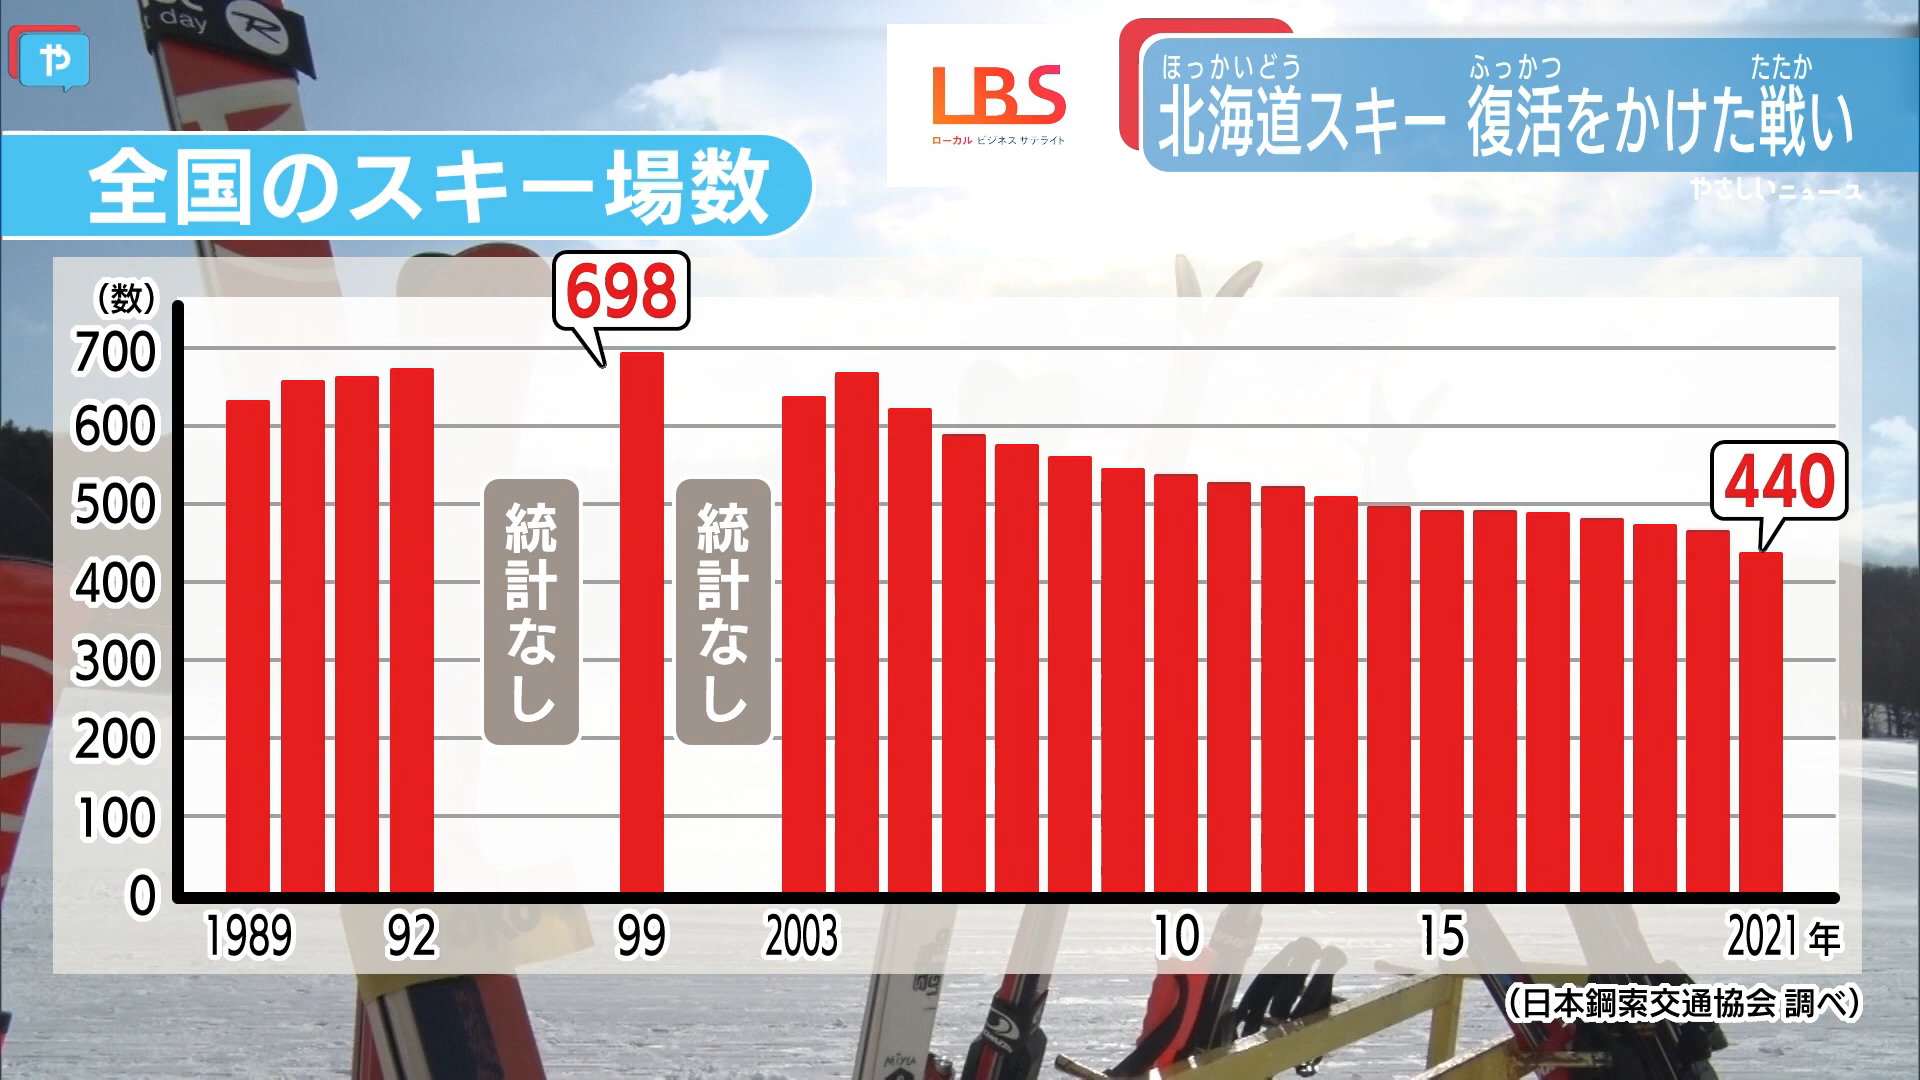 day
R
や
LBS
ローカル ビジネス サテライト
ほっかいどう ふっかつ たたか
北海道スキー 復活をかけた戦い
やさしいニュース
全国のスキー場数
(数)
698
700
600
500
440
400
300
200
100
0
統計なし
統計なし
1989 92 99 2003 10 15 2021 年
(日本鋼索交通協会 調べ)
MIYEA